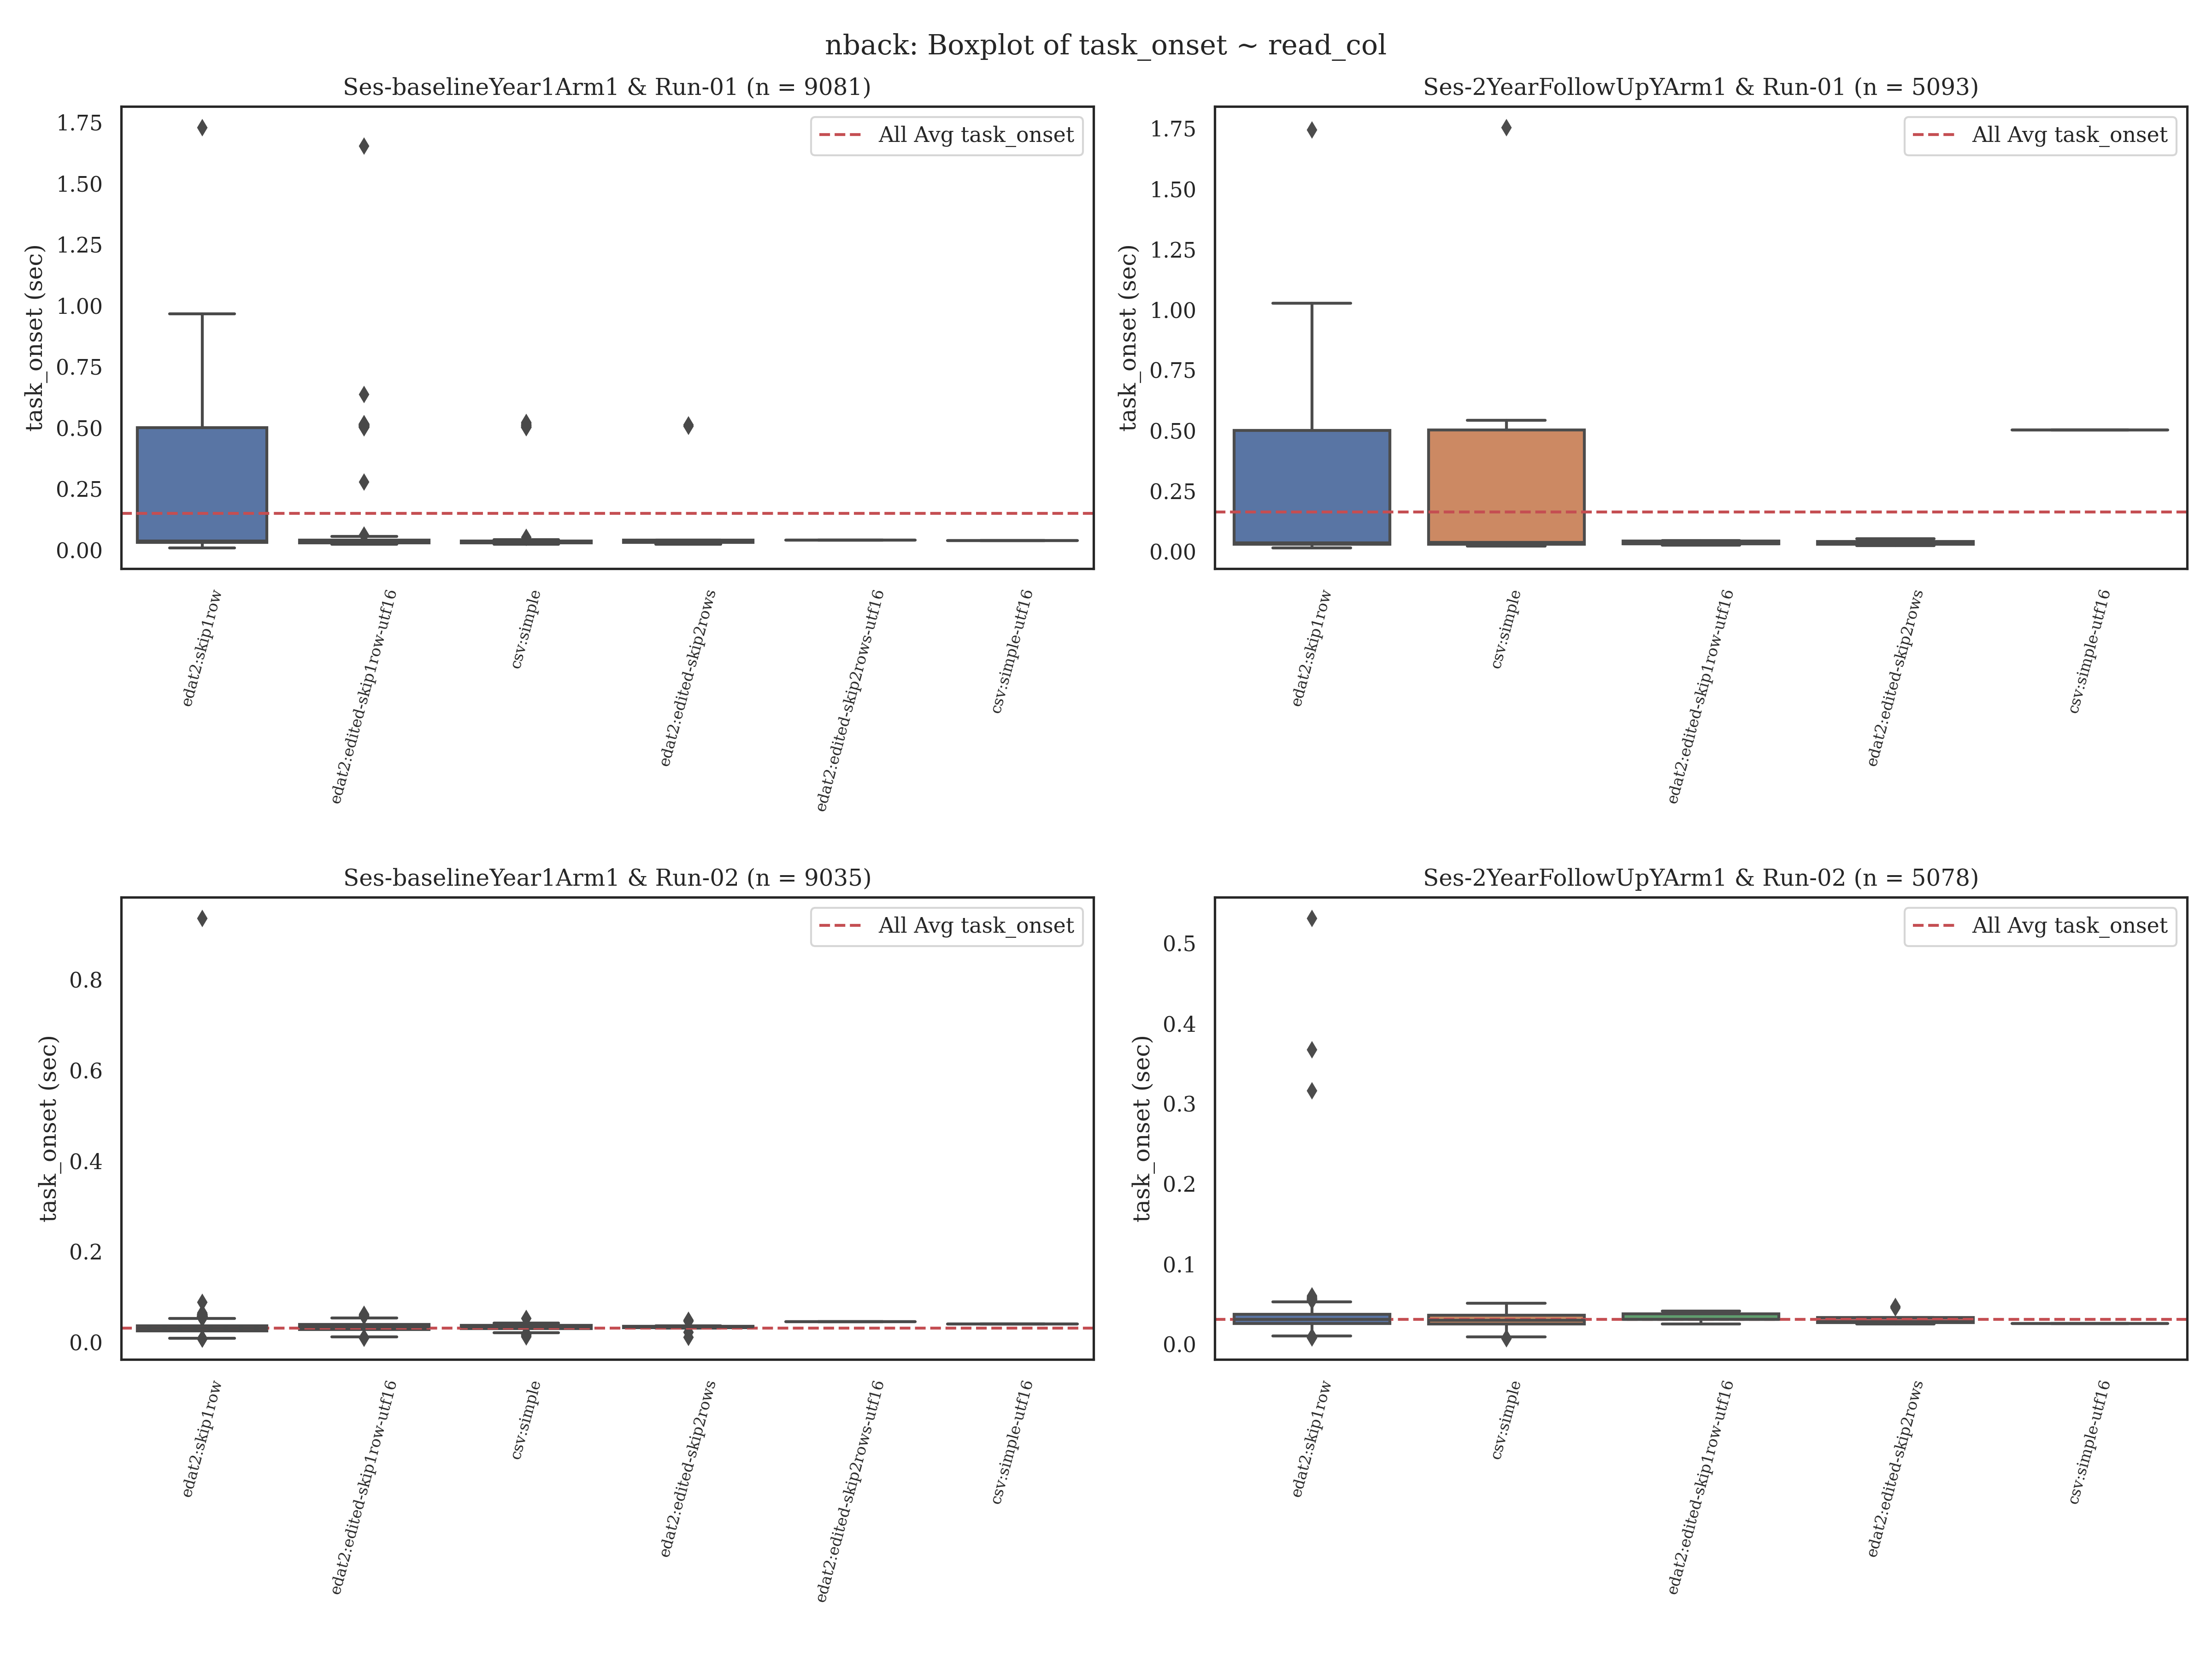 nback: Boxplot of task_onset ~ read_col
Ses-baselineYear1Arm1 & Run-01 (n = 9081)
All Avg task_onset
task_onset (sec)
1.75
1.50
1.25
1.00
0.75
0.50
0.25
0.00
edat2:skip1row
edat2:edited-skip1row-utf16
csv:simple
edat2:edited-skip2rows
edat2:edited-skip2rows-utf16
csv:simple-utf16
Ses-2YearFollowUpYArm1 & Run-01 (n = 5093)
All Avg task_onset
task_onset (sec)
1.75
1.50
1.25
1.00
0.75
0.50
0.25
0.00
edat2:skip1row
csv:simple
edat2:edited-skip1row-utf16
edat2:edited-skip2rows
csv:simple-utf16
Ses-baselineYear1Arm1 & Run-02 (n = 9035)
All Avg task_onset
task_onset (sec)
0.8
0.6
0.4
0.2
0.0
edat2:skip1row
edat2:edited-skip1row-utf16
csv:simple
edat2:edited-skip2rows
edat2:edited-skip2rows-utf16
csv:simple-utf16
Ses-2YearFollowUpYArm1 & Run-02 (n = 5078)
All Avg task_onset
task_onset (sec)
0.5
0.4
0.3
0.2
0.1
0.0
edat2:skip1row
csv:simple
edat2:edited-skip1row-utf16
edat2:edited-skip2rows
csv:simple-utf16